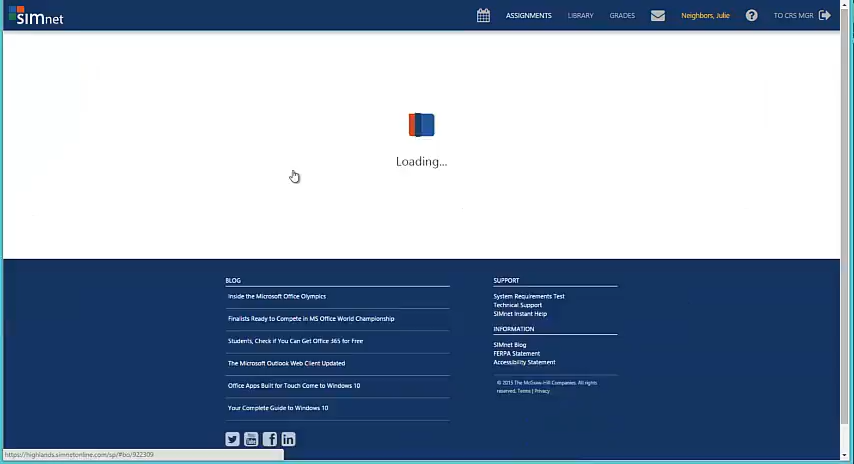 SIMnet
ASSIGNMENTS
LIBRARY
GRADES
Neighbors, Julie
?
TO CRS MGR
Loading...
BLOG
Inside the Microsoft Office Olympics
Finalists Ready to Compete in MS Office World Championship
Students, Check if You Can Get Office 365 for Free
The Microsoft Outlook Web Client Updated
Office Apps Built for Touch Come to Windows 10
Your Complete Guide to Windows 10
SUPPORT
System Requirements Test
Technical Support
SIMnet Instant Help
INFORMATION
SIMnet Blog
FERPA Statement
Accessibility Statement
© 2015 The McGraw-Hill Companies. All rights
reserved. Terms | Privacy
https://highlands.simnetonline.com/sp/#bo/922309